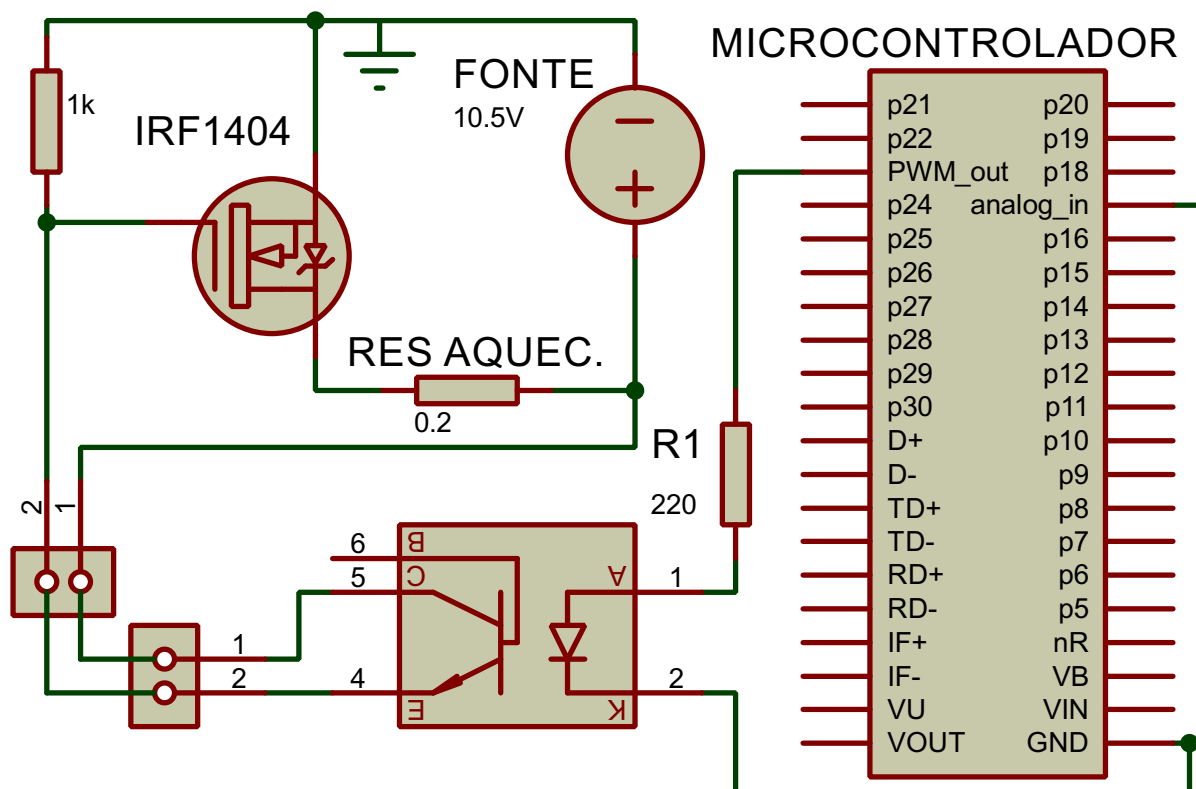 MICROCONTROLADOR
FONTE
10.5V
1k
IRF1404
RES AQUEC.
0.2
R1
220
p21
p22
PWM_out
p24
p25
p26
p27
p28
p29
p30
D+
D-
TD+
TD-
RD+
RD-
IF+
IF-
VU
VOUT
p20
p19
p18
analog_in
p16
p15
p14
p13
p12
p11
p10
p9
p8
p7
p6
p5
nR
VB
VIN
GND
2
1
1
2
6
5
4
B
C
E
A
K
1
2